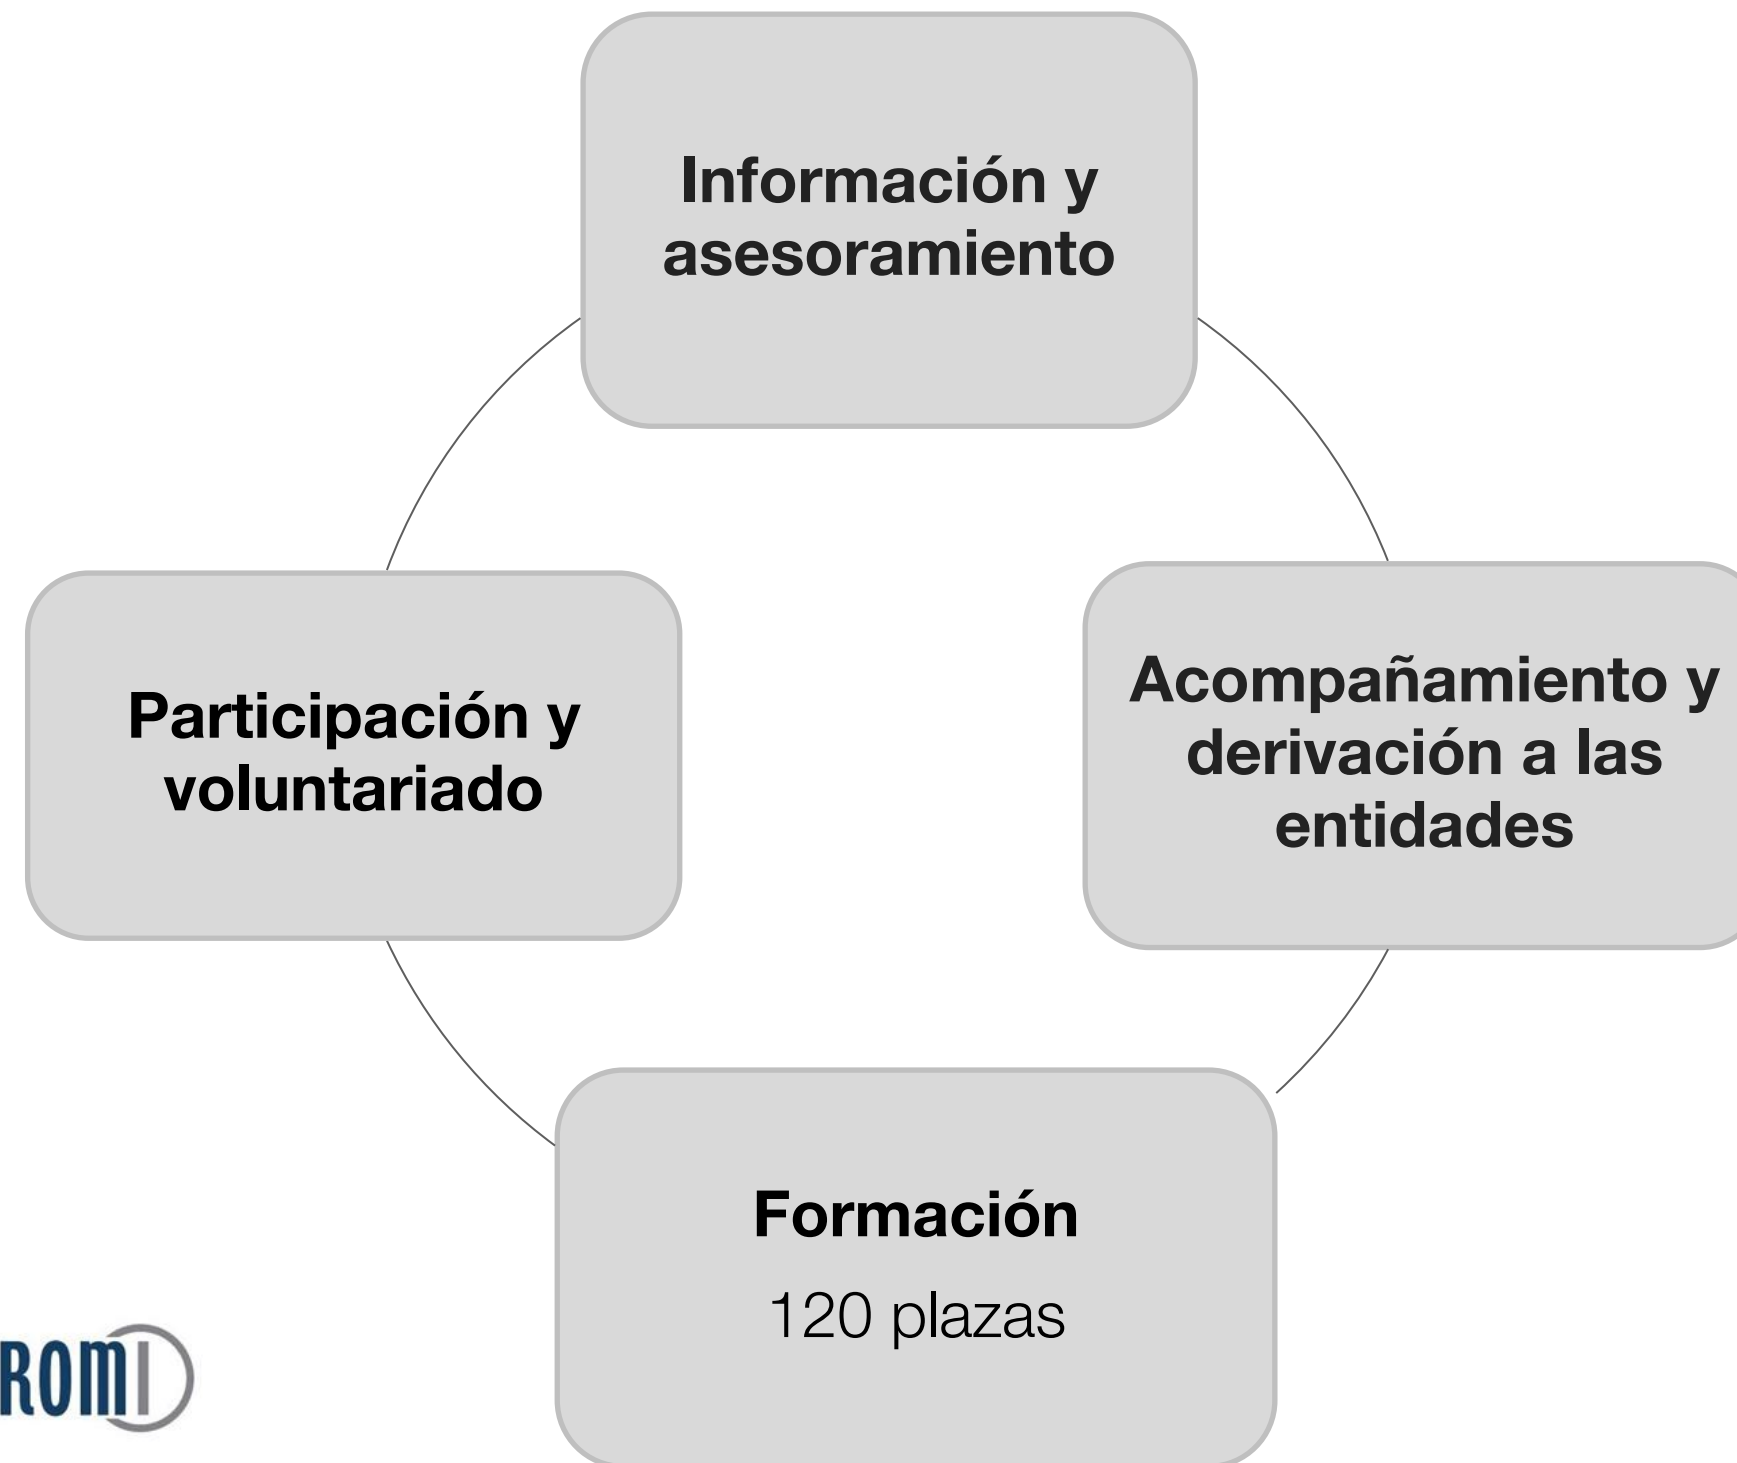 Información y
asesoramiento
Acompañamiento y
derivación a las
entidades
Participación y
voluntariado
Formación
120 plazas
ROMI